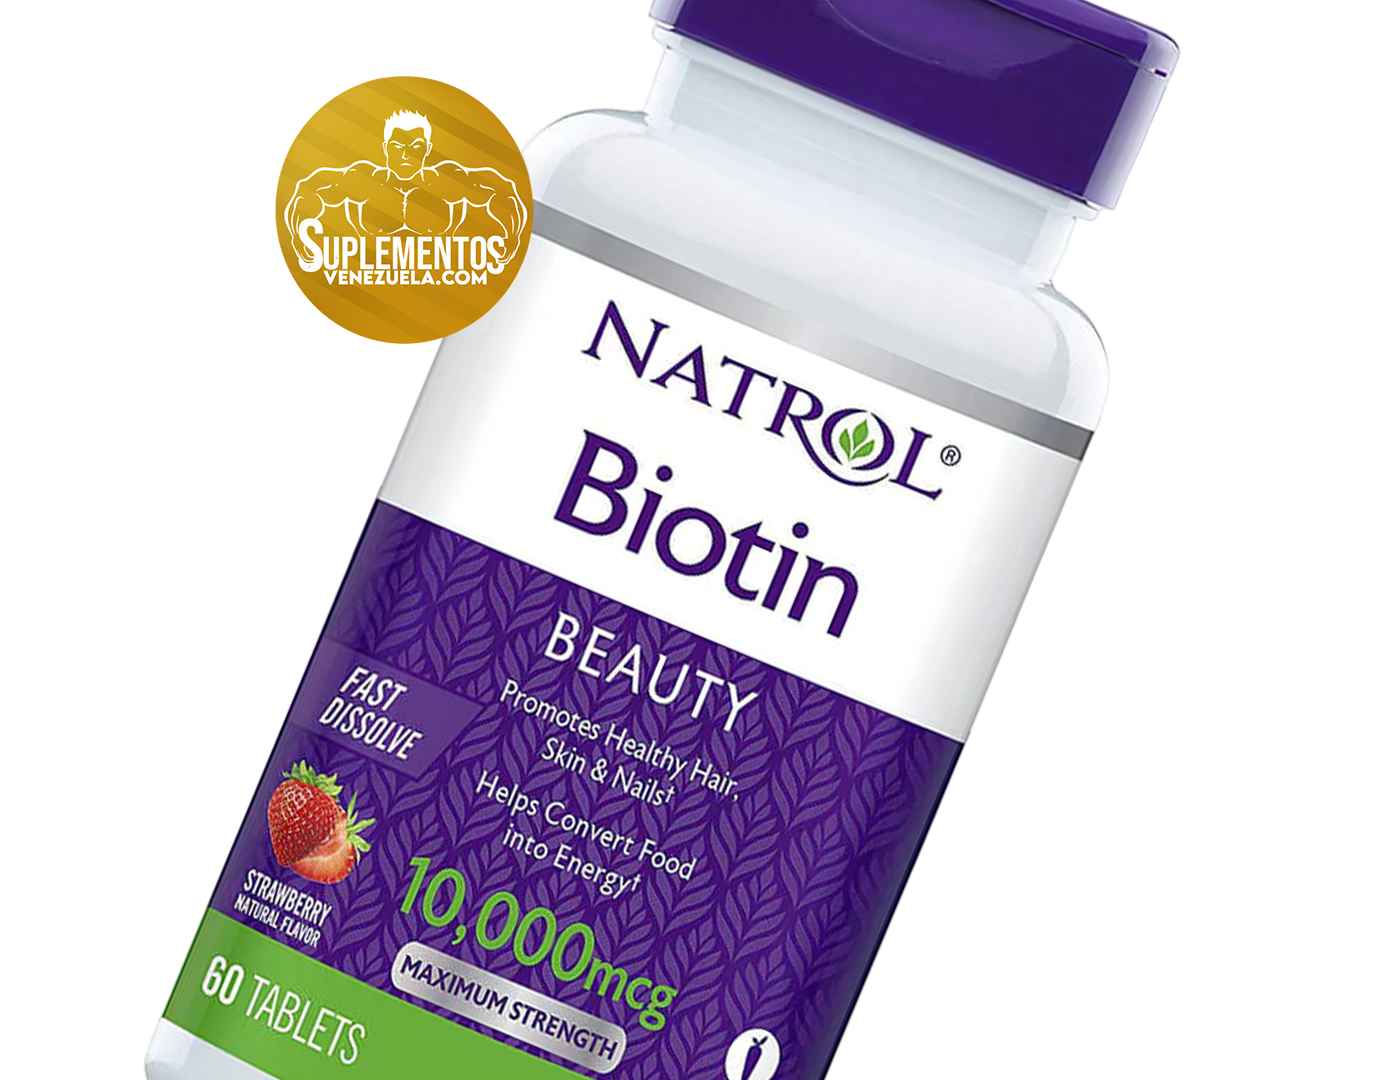 SUPLEMENTOS
VENEZUELA.COM
NATROL®
Biotin
BEAUTY
Promotes Healthy Hair,
Skin & Nails†
Helps Convert Food
into Energy†
FAST
DISSOLVE
STRAWBERRY
NATURAL FLAVOR
10,000mcg
MAXIMUM STRENGTH
60 TABLETS